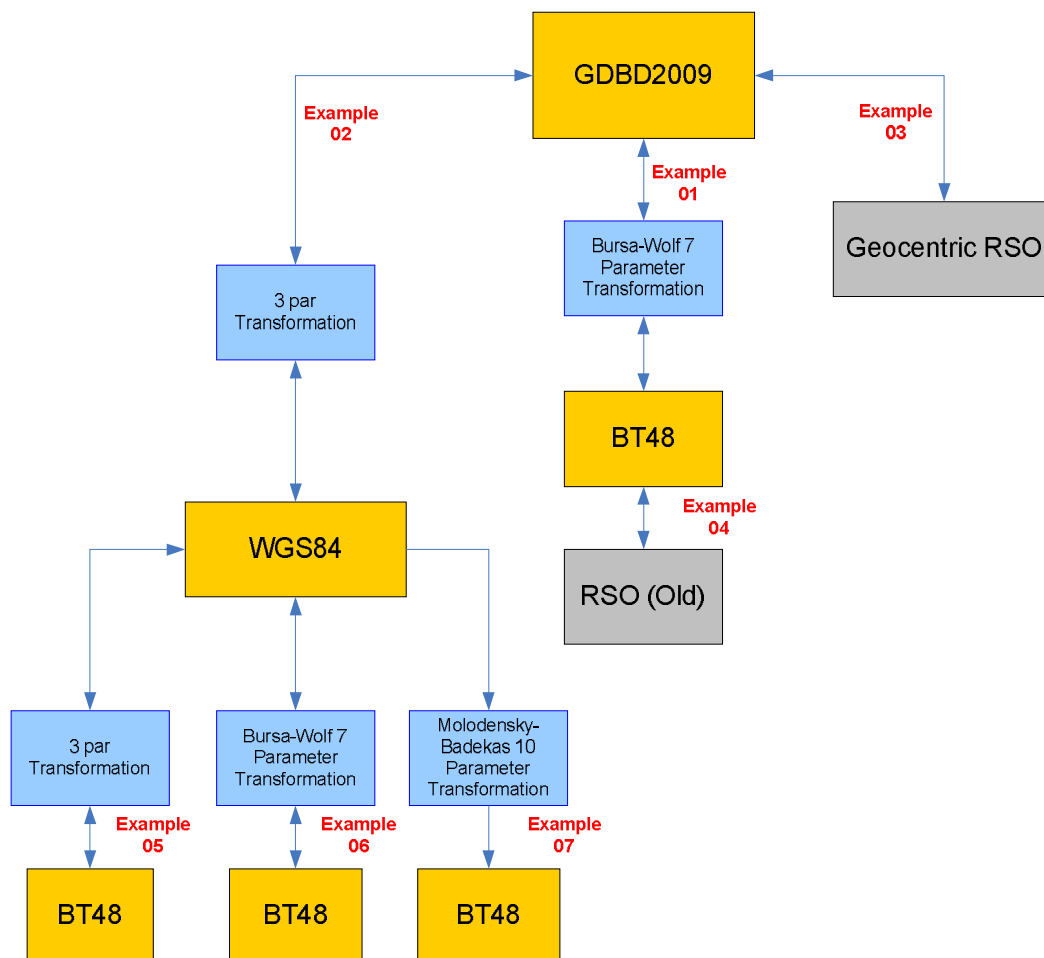 GDBD2009
Example
02
Example
03
Example
01
Bursa-Wolf 7
Parameter
Transformation
Geocentric RSO
3 par
Transformation
BT48
Example
04
WGS84
RSO (Old)
3 par
Transformation
Bursa-Wolf 7
Parameter
Transformation
Molodensky-
Badekas 10
Parameter
Transformation
Example
05
Example
06
Example
07
BT48
BT48
BT48